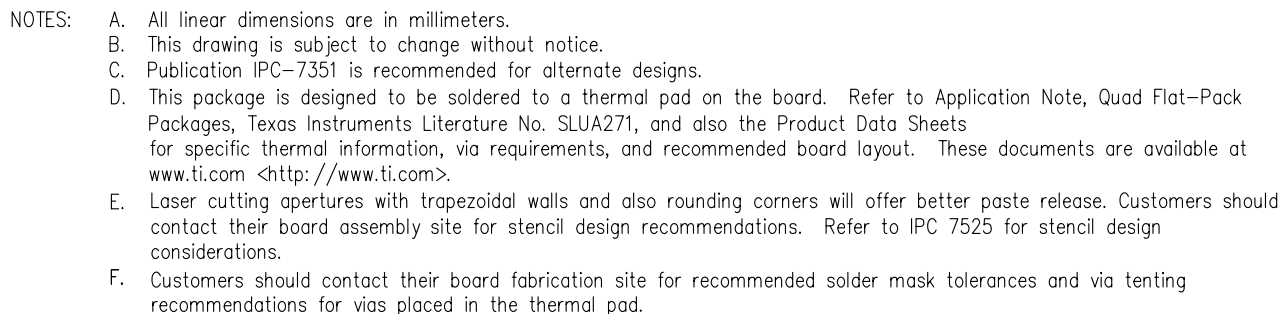 NOTES: A. All linear dimensions are in millimeters.
B. This drawing is subject to change without notice.
C. Publication IPC-7351 is recommended for alternate designs.
D. This package is designed to be soldered to a thermal pad on the board. Refer to Application Note, Quad Flat-Pack
Packages, Texas Instruments Literature No. SLUA271, and also the Product Data Sheets
for specific thermal information, via requirements, and recommended board layout. These documents are available at
www.ti.com <http://www.ti.com>.
E. Laser cutting apertures with trapezoidal walls and also rounding corners will offer better paste release. Customers should
contact their board assembly site for stencil design recommendations. Refer to IPC 7525 for stencil design
considerations.
F. Customers should contact their board fabrication site for recommended solder mask tolerances and via tenting
recommendations for vias placed in the thermal pad.